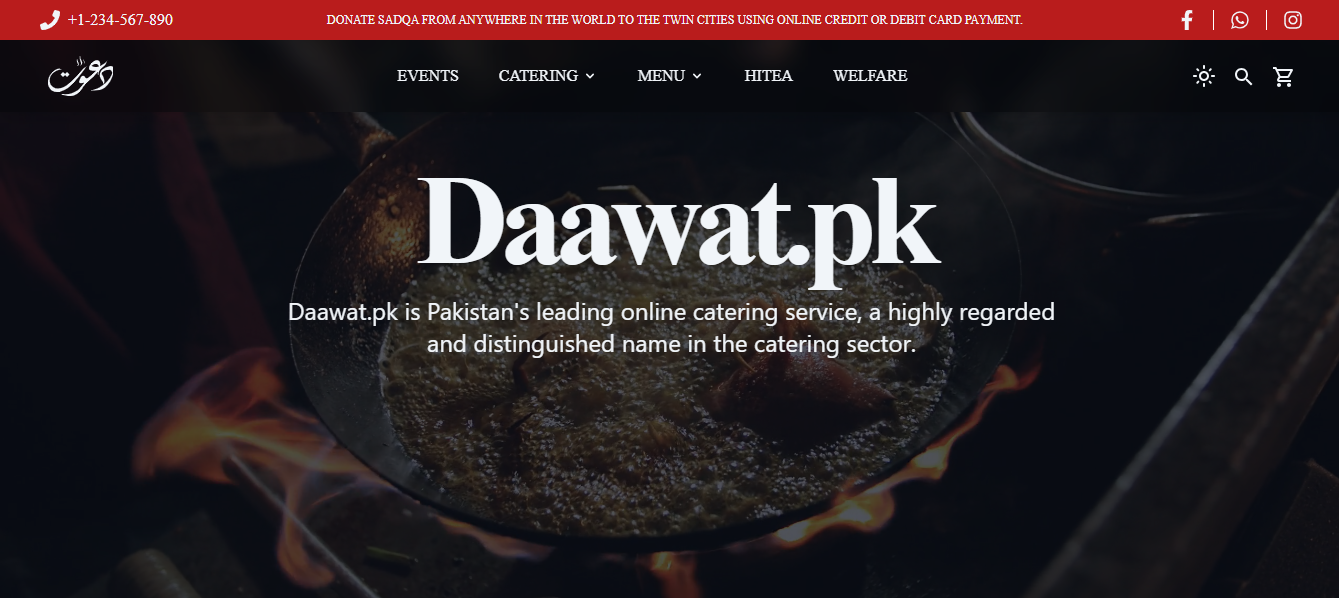 +1-234-567-890
DONATE SADQA FROM ANYWHERE IN THE WORLD TO THE TWIN CITIES USING ONLINE CREDIT OR DEBIT CARD PAYMENT.
دعوت
EVENTS CATERING MENU HITEA WELFARE
Daawat.pk
Daawat.pk is Pakistan's leading online catering service, a highly regarded
and distinguished name in the catering sector.